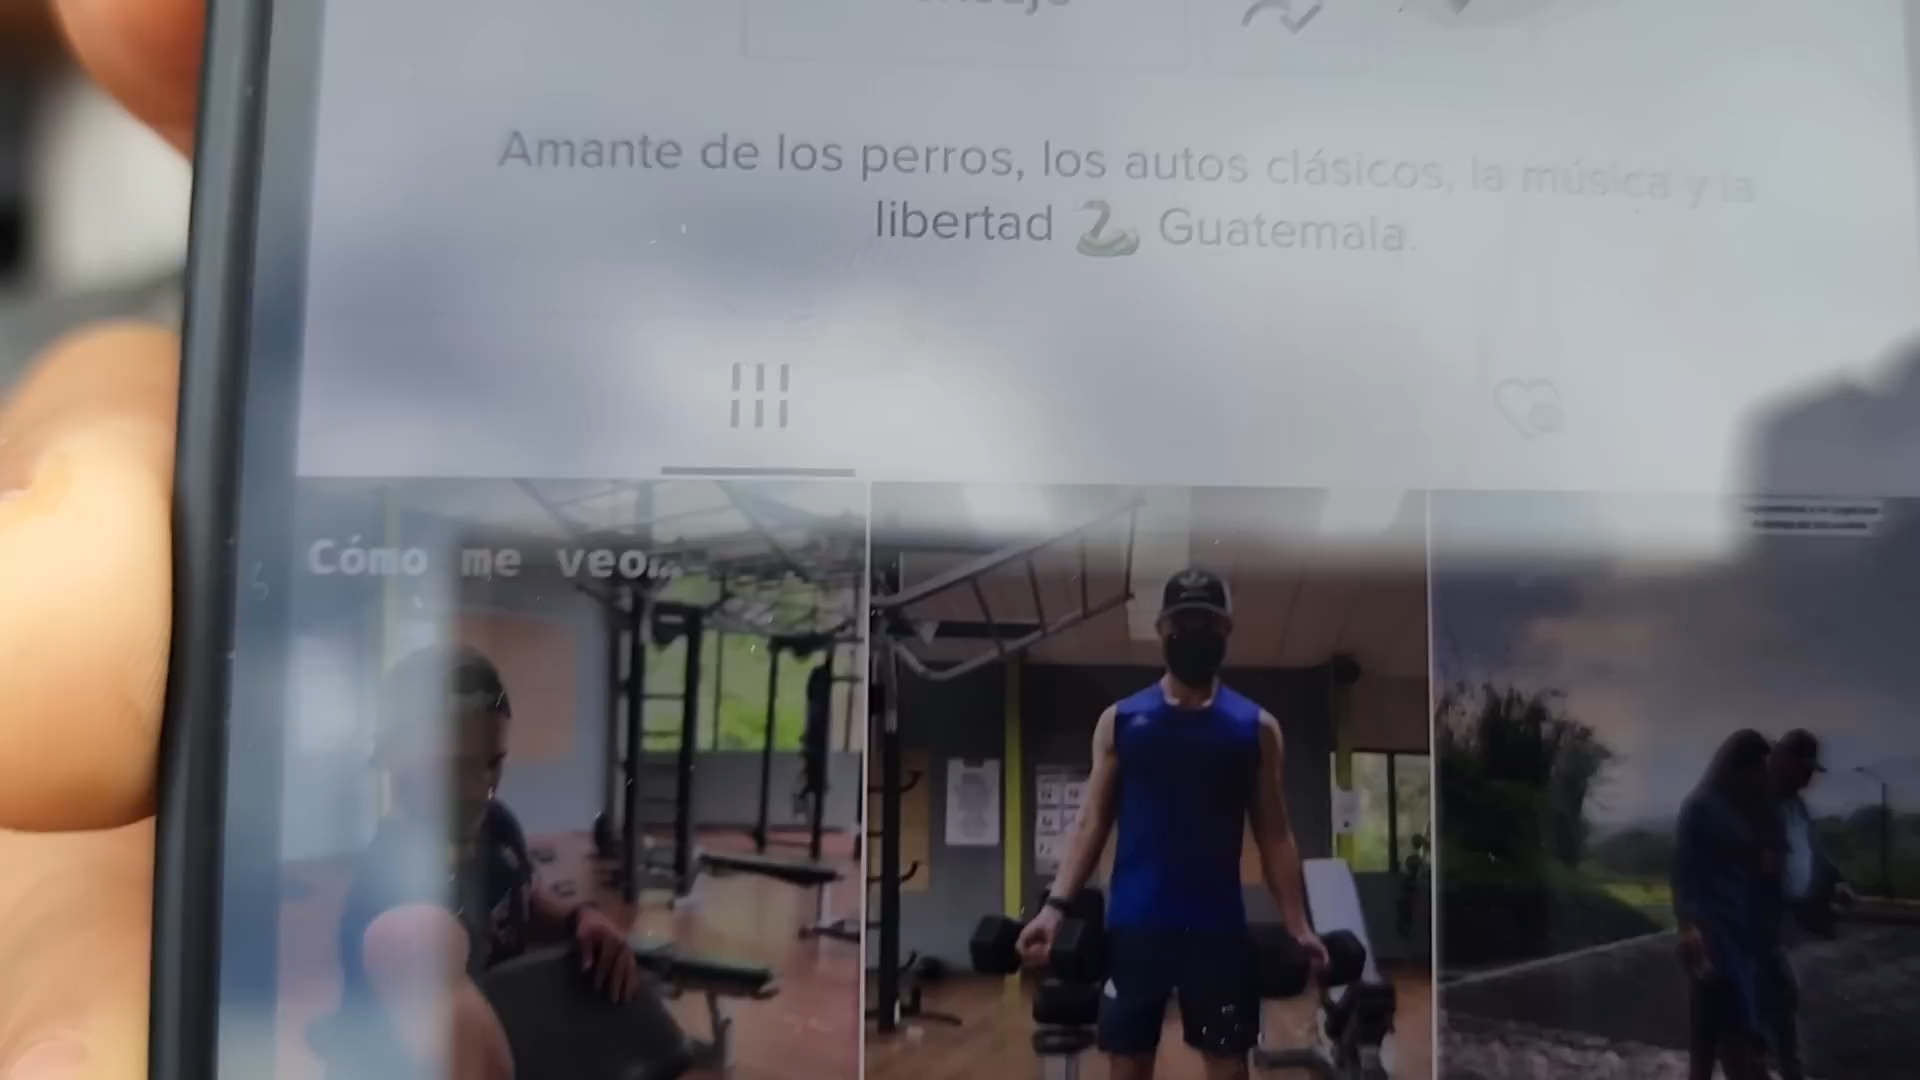 Amante de los perros, los autos clásicos, la música y la
libertad 🐍 Guatemala.
Cómo me veo...